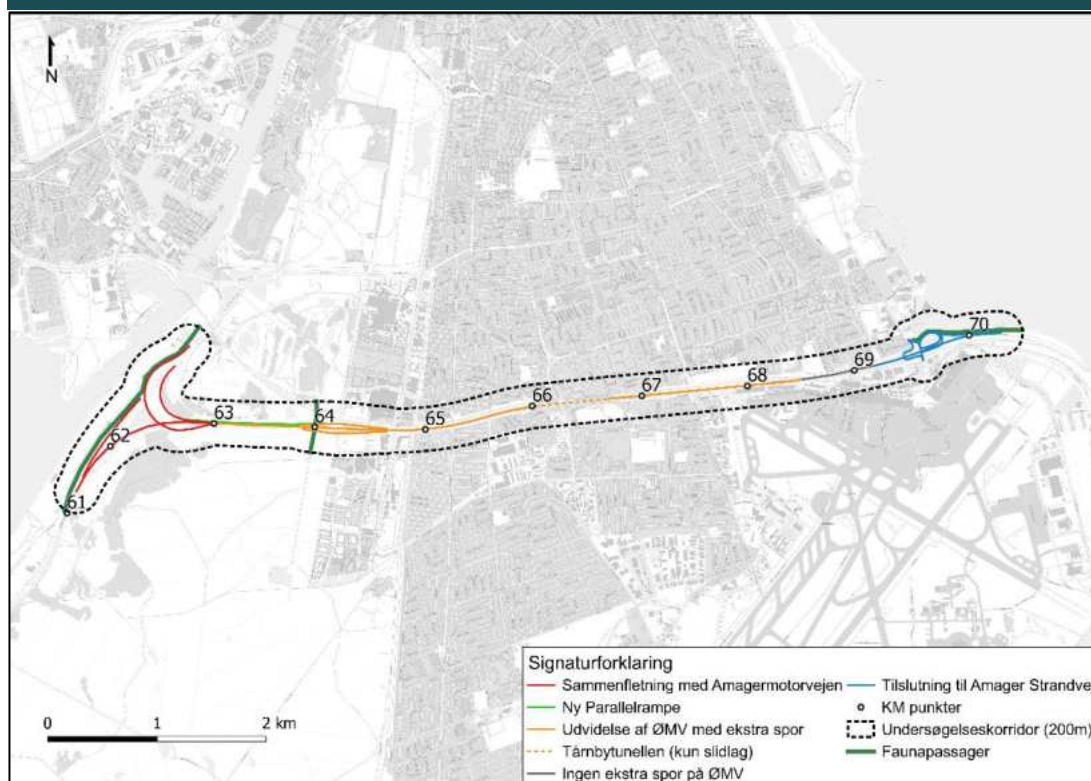 N
70
69
68
67
66
65
64
63
62
61
Signaturforklaring
Sammenfletning med Amagermotorvejen
Ny Parallelrampe
Udvidelse af ØMV med ekstra spor
Tårnbytunellen (kun slidlag)
Ingen ekstra spor på ØMV
Tilslutning til Amager Strandve
KM punkter
Undersøgelseskorridor (200m)
Faunapassager
0 1 2 km